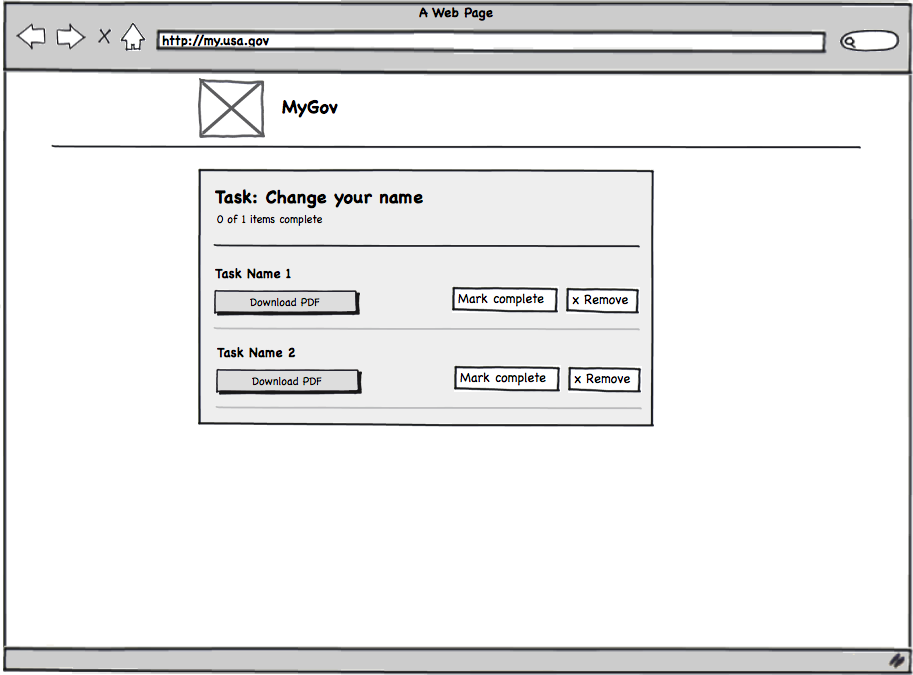 A Web Page
http://my.usa.gov
MyGov
Task: Change your name
0 of 1 items complete
Task Name 1
Download PDF
Mark complete
x Remove
Task Name 2
Download PDF
Mark complete
x Remove